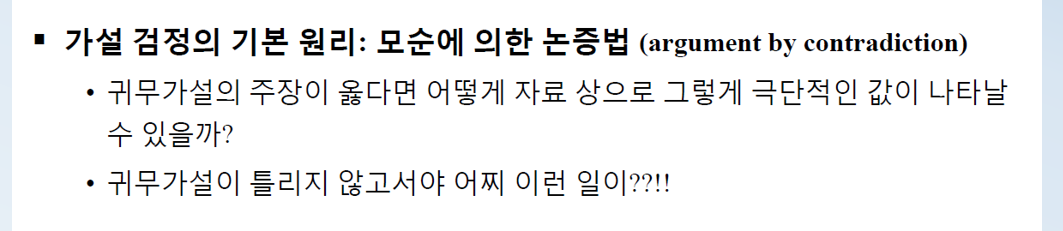 ▪ 가설 검정의 기본 원리: 모순에 의한 논증법 (argument by contradiction)
• 귀무가설의 주장이 옳다면 어떻게 자료 상으로 그렇게 극단적인 값이 나타날
수 있을까?
• 귀무가설이 틀리지 않고서야 어찌 이런 일이??!!